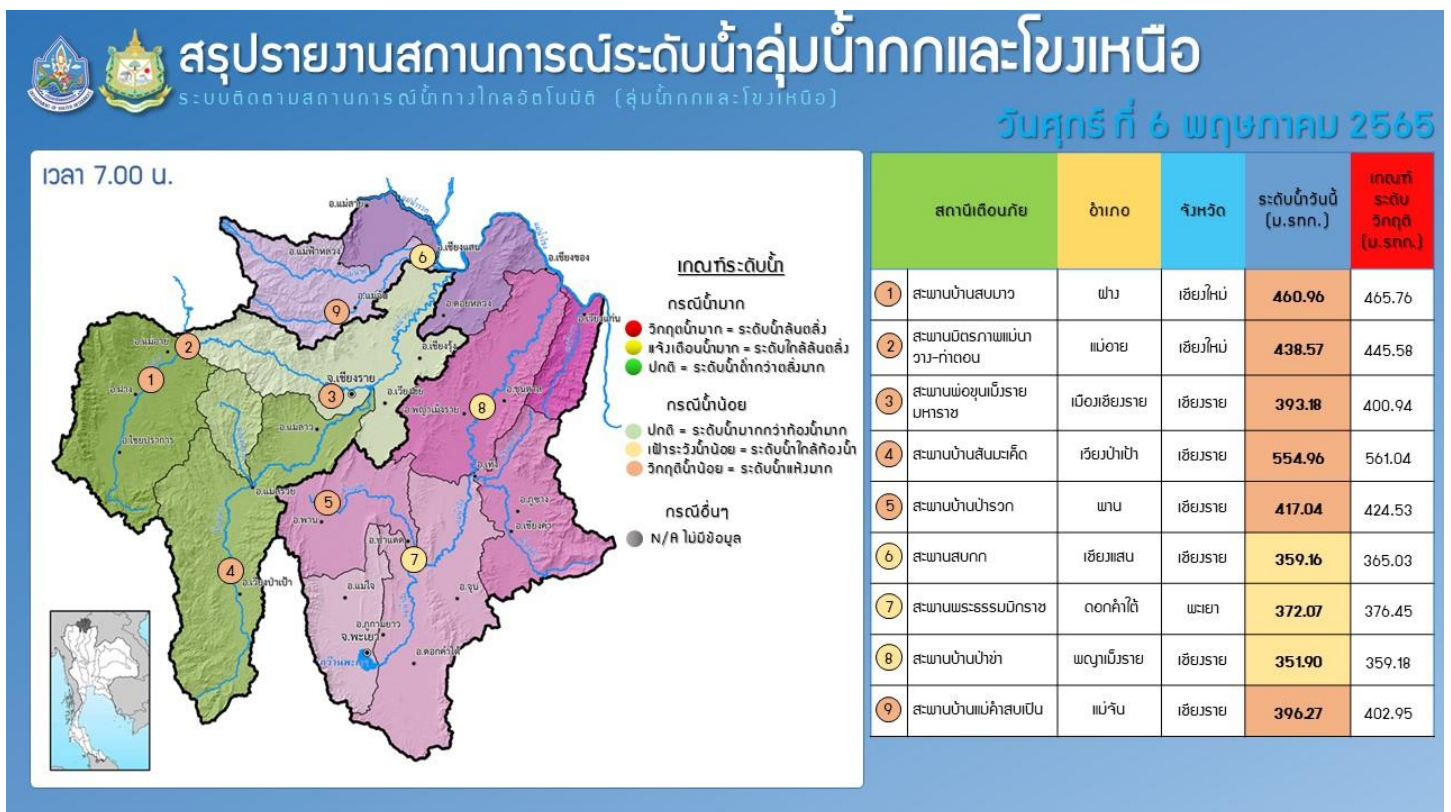 สรุปรายงานสถานการณ์ระดับน้ำลุ่มน้ำกกและโขงเหนือ
ระบบติดตามสถานการณ์น้ำทางไกลอัตโนมัติ (ลุ่มน้ำกกและโขงเหนือ)
วันศุกร์ ที่ 6 พฤษภาคม 2565
เวลา 7.00 น.
อ.แม่สาย
อ.แม่ฟ้าหลวง
อ.เชียงแสน
6
อ.เชียงของ
9
อ.แม่จัน
อ.ดอยหลวง
อ.เวียงแก่น
อ.แม่อาย
2
อ.เชียงรุ้ง
1
จ.เชียงราย
อ.ฝาง
3
อ.เวียงชัย
อ.ขุนตาล
อ.พญาเม็งราย
8
อ.แม่ลาว
อ.ไชยปราการ
อ.เทิง
อ.แม่สรวย
5
อ.ภูซาง
อ.พาน
อ.เชียงคำ
อ.ป่าแดด
7
4
อ.เวียงป่าเป้า
อ.แม่ใจ
อ.จุน
อ.ภูกามยาว
จ.พะเยา
กว๊านพะเยา
อ.ดอกคำใต้
เกณฑ์ระดับน้ำ
กรณีน้ำมาก
วิกฤตน้ำมาก = ระดับน้ำล้นตลิ่ง
แจ้งเตือนน้ำมาก = ระดับใกล้ล้นตลิ่ง
ปกติ = ระดับน้ำต่ำกว่าตลิ่งมาก
กรณีน้ำน้อย
ปกติ = ระดับน้ำมากกว่าท้องน้ำมาก
เฝ้าระวังน้ำน้อย = ระดับน้ำใกล้ท้องน้ำ
วิกฤติน้ำน้อย = ระดับน้ำแห้งมาก
กรณีอื่นๆ
N/A ไม่มีข้อมูล
สถานีเตือนภัย อำเภอ จังหวัด ระดับน้ำวันนี้ (ม.รทก.) เกณฑ์ระดับวิกฤติ (ม.รทก.)
1 สะพานบ้านสบมาว ฝาง เชียงใหม่ 460.96 465.76
2 สะพานมิตรภาพแม่นาวาง-ท่าตอน แม่อาย เชียงใหม่ 438.57 445.58
3 สะพานพ่อขุนเม็งรายมหาราช เมืองเชียงราย เชียงราย 393.18 400.94
4 สะพานบ้านสันมะเค็ด เวียงป่าเป้า เชียงราย 554.96 561.04
5 สะพานบ้านป่ารวก พาน เชียงราย 417.04 424.53
6 สะพานสบกก เชียงแสน เชียงราย 359.16 365.03
7 สะพานพระธรรมมิกราช ดอกคำใต้ พะเยา 372.07 376.45
8 สะพานบ้านป่าข่า พญาเม็งราย เชียงราย 351.90 359.18
9 สะพานบ้านแม่คำสบเปิน แม่จัน เชียงราย 396.27 402.95